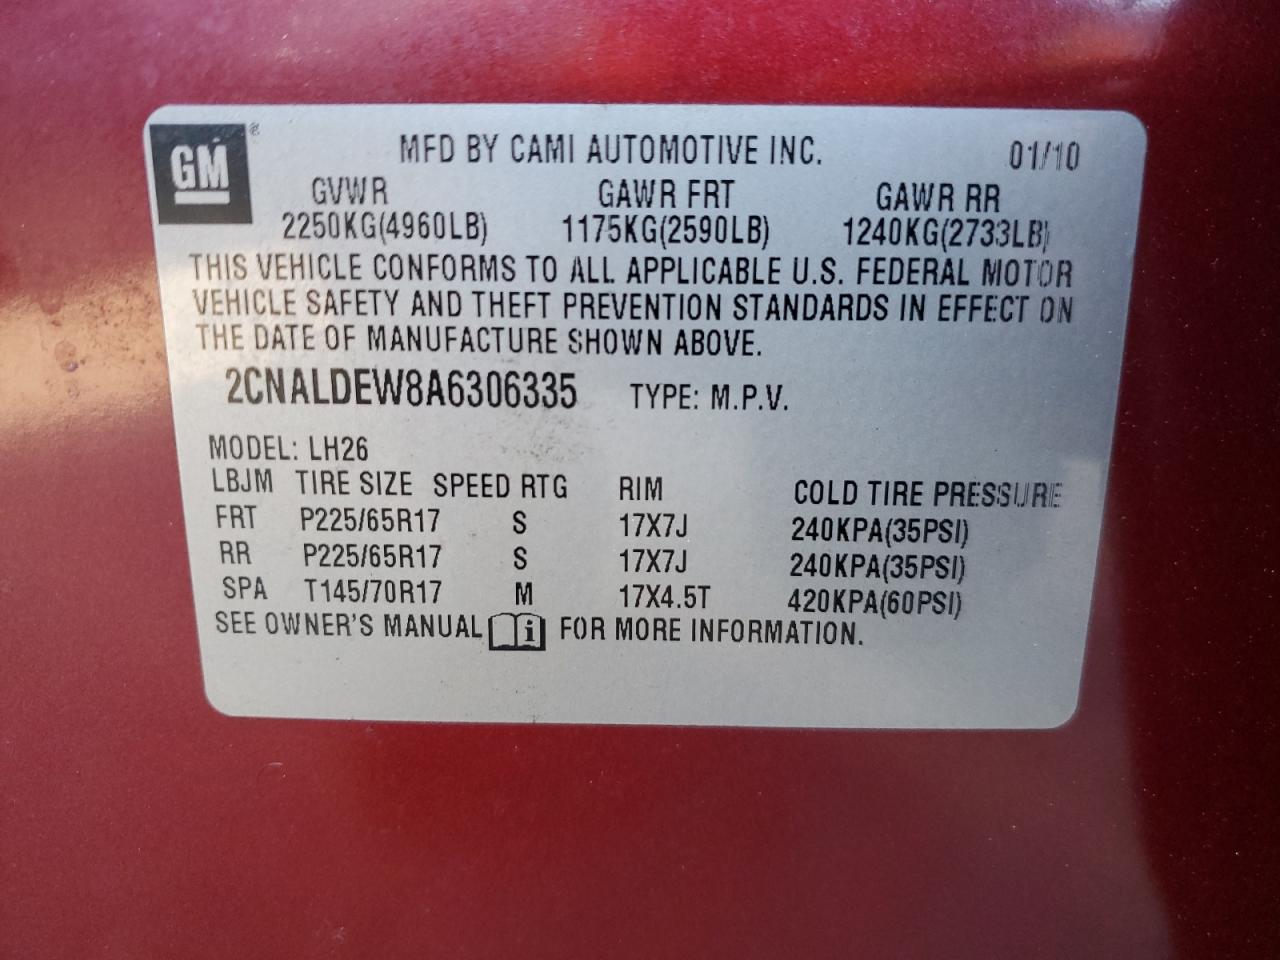 GM ®
MFD BY CAMI AUTOMOTIVE INC. 01/10
GVWR GAWR FRT GAWR RR
2250KG(4960LB) 1175KG(2590LB) 1240KG(2733LB)
THIS VEHICLE CONFORMS TO ALL APPLICABLE U.S. FEDERAL MOTOR
VEHICLE SAFETY AND THEFT PREVENTION STANDARDS IN EFFECT ON
THE DATE OF MANUFACTURE SHOWN ABOVE.
2CNALDEW8A6306335 TYPE: M.P.V.
MODEL: LH26
LBJM TIRE SIZE SPEED RTG RIM COLD TIRE PRESSURE
FRT P225/65R17 S 17X7J 240KPA(35PSI)
RR P225/65R17 S 17X7J 240KPA(35PSI)
SPA T145/70R17 M 17X4.5T 420KPA(60PSI)
SEE OWNER'S MANUAL i FOR MORE INFORMATION.